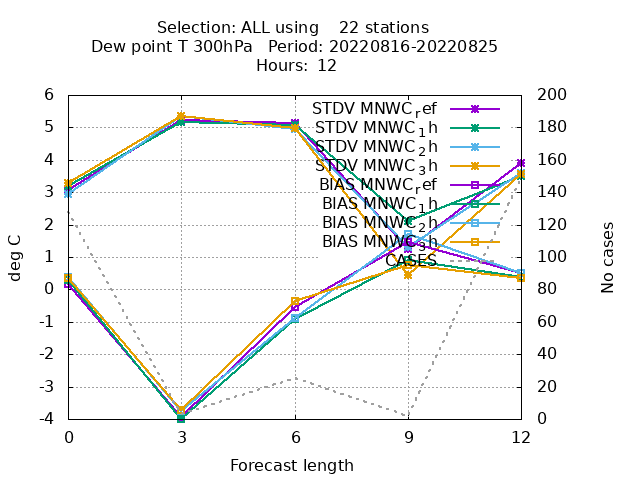 Selection: ALL using    22 stations
Dew point T 300hPa   Period: 20220816-20220825
Hours: 12
STDV MNWC_ref
STDV MNWC_1h
STDV MNWC_2h
STDV MNWC_3h
BIAS MNWC_ref
BIAS MNWC_1h
BIAS MNWC_2h
BIAS MNWC_3h
CASES
deg C
6
5
4
3
2
1
0
-1
-2
-3
-4
No cases
200
180
160
140
120
100
80
60
40
20
0
0 3 6 9 12
Forecast length